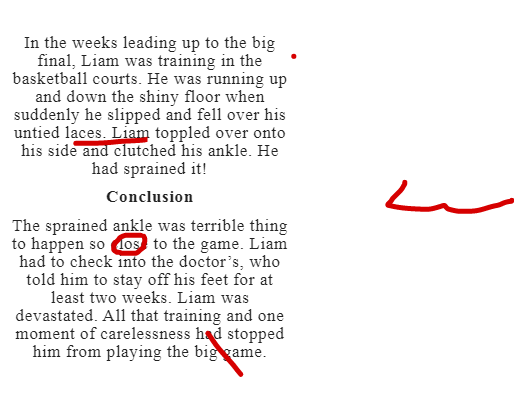 In the weeks leading up to the big
final, Liam was training in the
basketball courts. He was running up
and down the shiny floor when
suddenly he slipped and fell over his
untied laces. Liam toppled over onto
his side and clutched his ankle. He
had sprained it!
Conclusion
The sprained ankle was terrible thing
to happen so close to the game. Liam
had to check into the doctor's, who
told him to stay off his feet for at
least two weeks. Liam was
devastated. All that training and one
moment of carelessness had stopped
him from playing the big game.